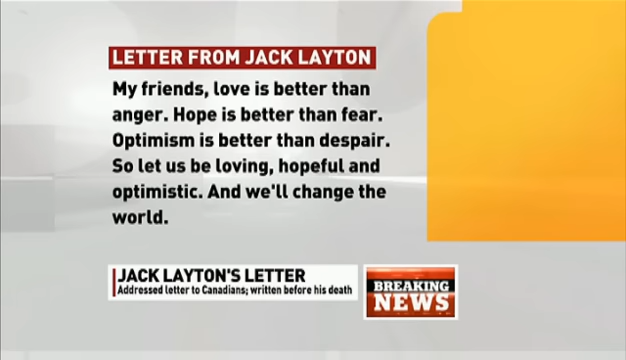 LETTER FROM JACK LAYTON
My friends, love is better than
anger. Hope is better than fear.
Optimism is better than despair.
So let us be loving, hopeful and
optimistic. And we'll change the
world.
JACK LAYTON'S LETTER
Addressed letter to Canadians; written before his death
BREAKING
NEWS